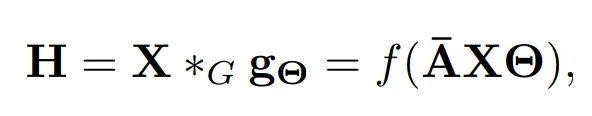 𝐇 = 𝐗 ∗_G 𝐠_𝚯 = f(𝐀̄𝐗𝚯),